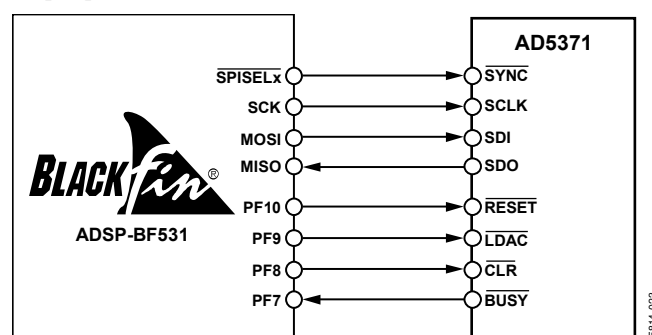 AD5371
SPISELx SYNC
SCK SCLK
MOSI SDI
MISO SDO
BLACKfin®
PF10 RESET
ADSP-BF531
PF9 LDAC
PF8 CLR
PF7 BUSY